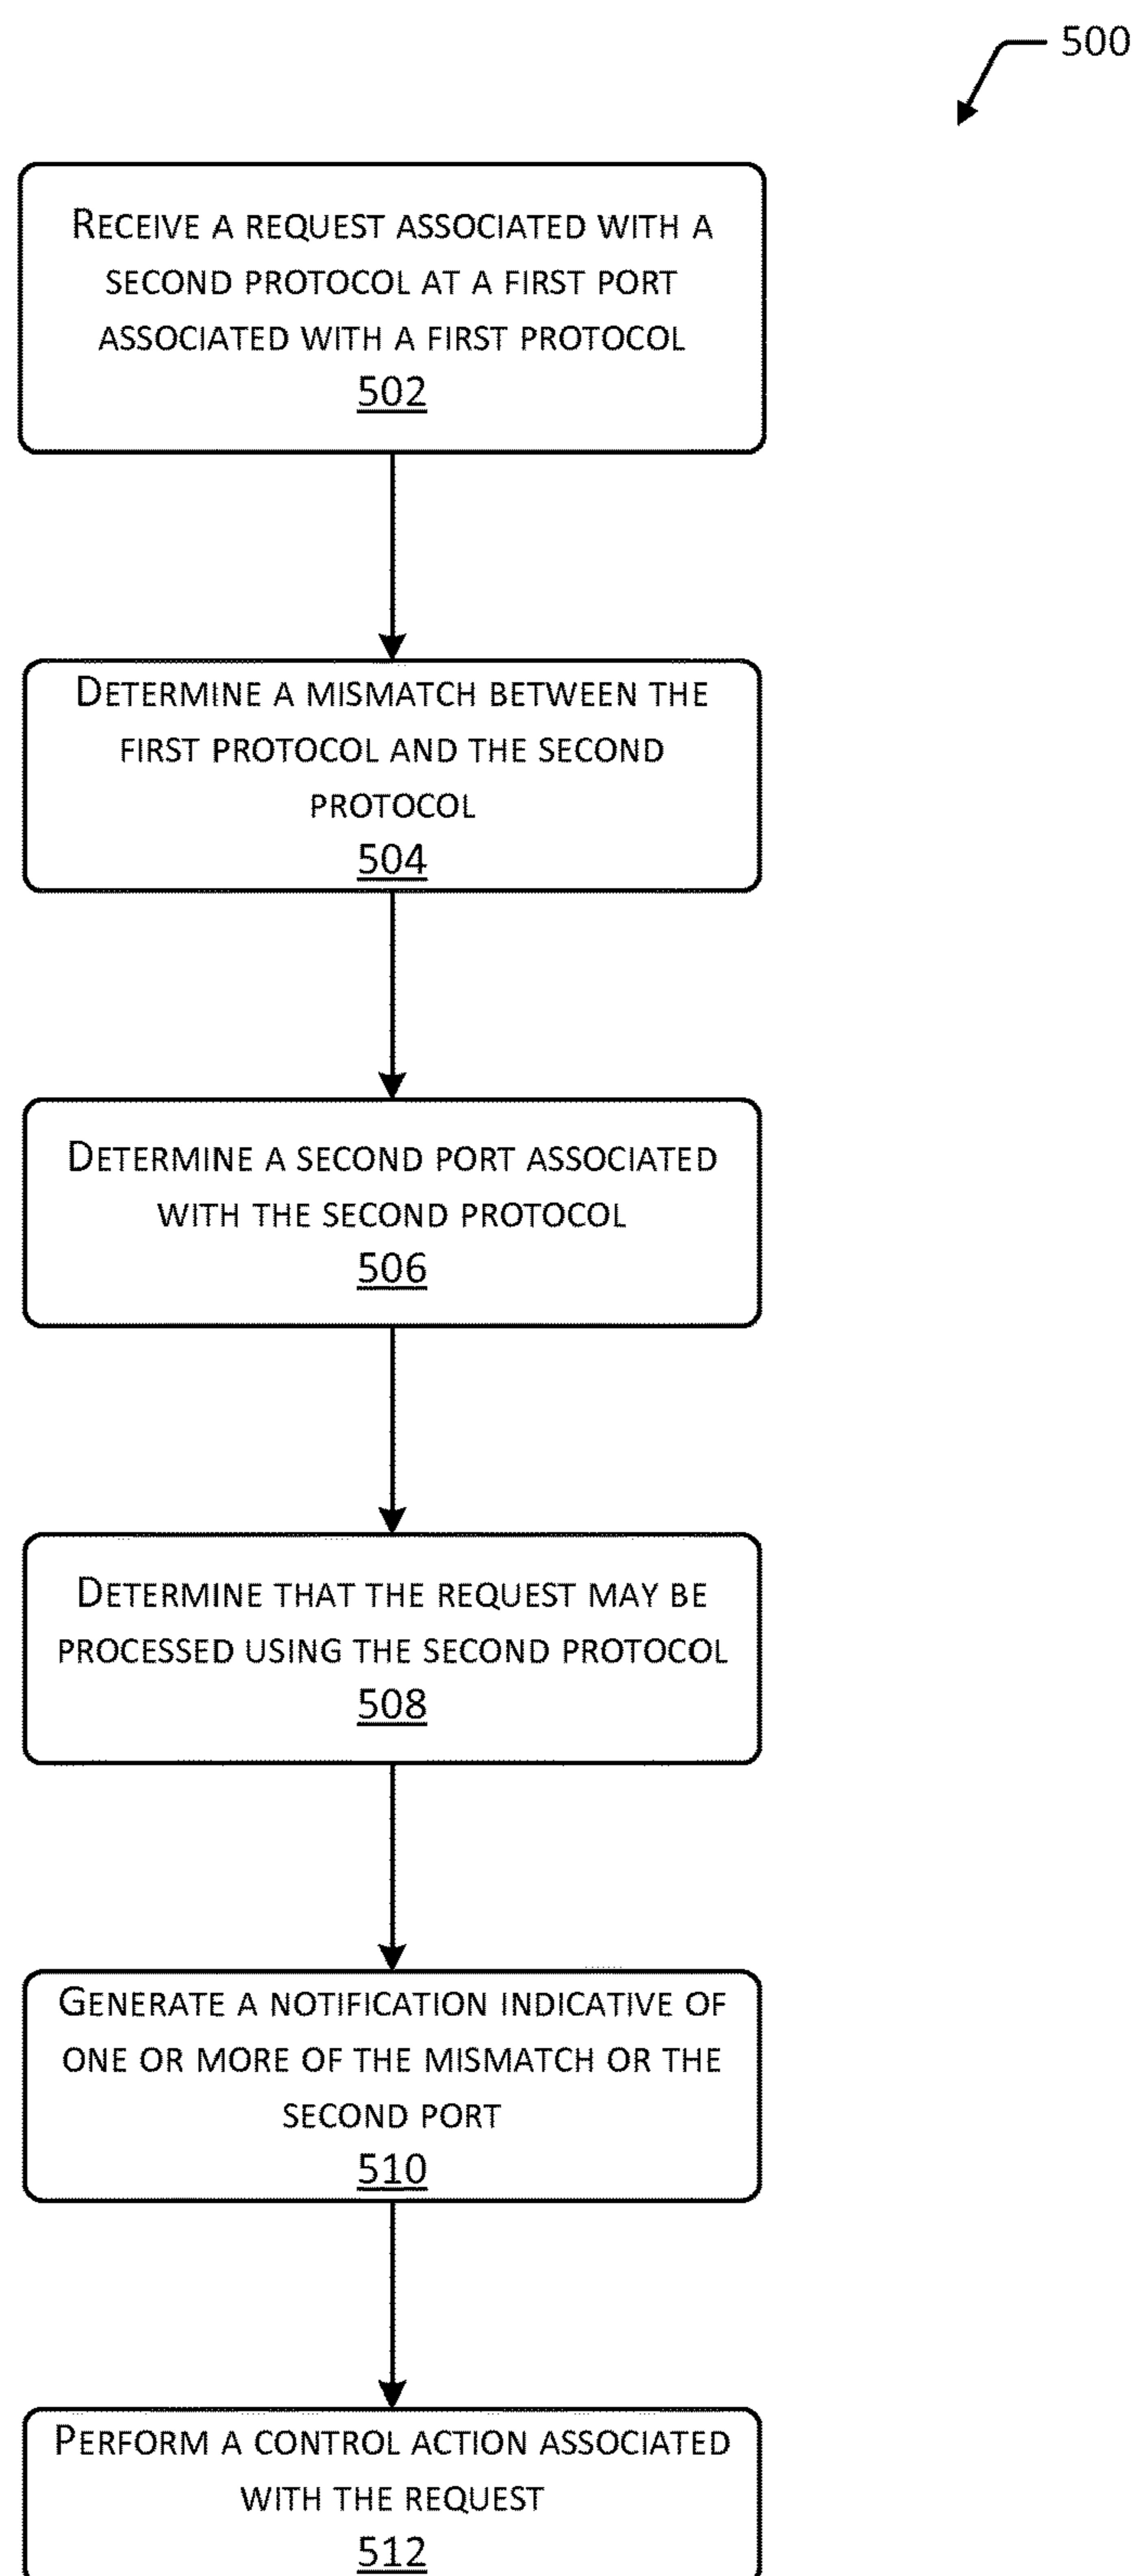 500
RECEIVE A REQUEST ASSOCIATED WITH A
SECOND PROTOCOL AT A FIRST PORT
ASSOCIATED WITH A FIRST PROTOCOL
502
DETERMINE A MISMATCH BETWEEN THE
FIRST PROTOCOL AND THE SECOND
PROTOCOL
504
DETERMINE A SECOND PORT ASSOCIATED
WITH THE SECOND PROTOCOL
506
DETERMINE THAT THE REQUEST MAY BE
PROCESSED USING THE SECOND PROTOCOL
508
GENERATE A NOTIFICATION INDICATIVE OF
ONE OR MORE OF THE MISMATCH OR THE
SECOND PORT
510
PERFORM A CONTROL ACTION ASSOCIATED
WITH THE REQUEST
512